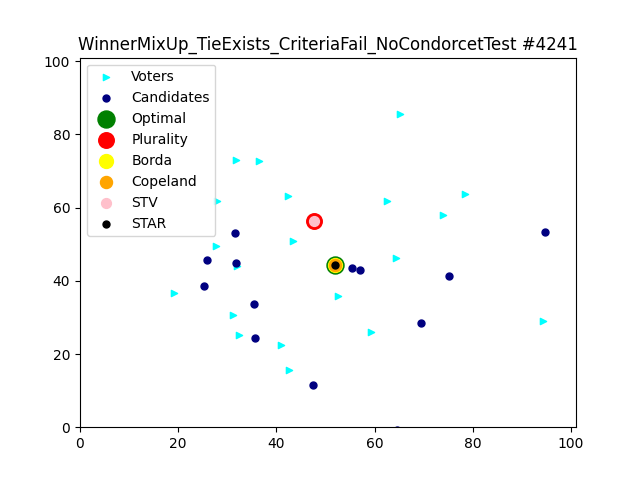 WinnerMixUp_TieExists_CriteriaFail_NoCondorcetTest #4241
100
80
60
40
20
0
Voters
Candidates
Optimal
Plurality
Borda
Copeland
STV
STAR
0 20 40 60 80 100